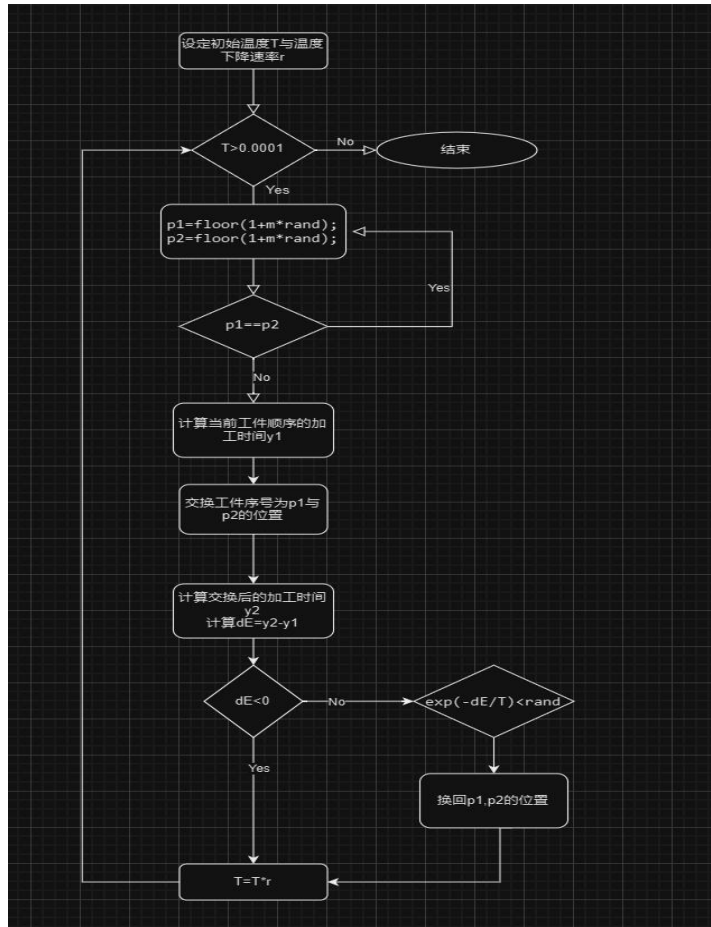 设定初始温度T与温度
下降速率r
T>0.0001
No
结束
Yes
p1=floor(1+m*rand);
p2=floor(1+m*rand);
Yes
p1==p2
No
计算当前工件顺序的加
工时间y1
交换工件序号为p1与
p2的位置
计算交换后的加工时间
y2
计算dE=y2-y1
dE<0
No
exp(-dE/T)<rand
Yes
换回p1,p2的位置
T=T*r